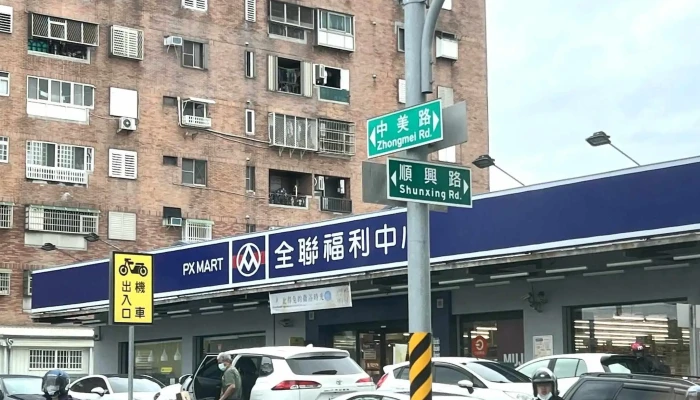 中美路
Zhongmei Rd.
順興路
Shunxing Rd.
PX MART 全聯福利中
機車
出入口
MILL